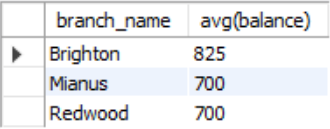 branch_name avg(balance)
Brighton 825
Mianus 700
Redwood 700